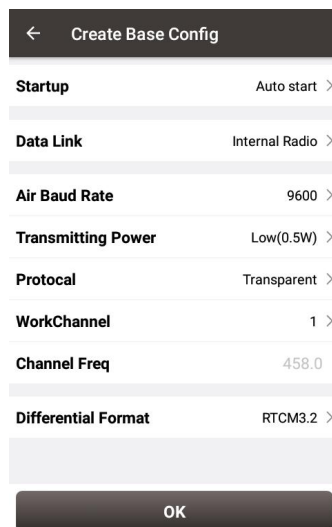 Create Base Config
Startup Auto start
Data Link Internal Radio
Air Baud Rate 9600
Transmitting Power Low(0.5W)
Protocal Transparent
WorkChannel 1
Channel Freq 458.0
Differential Format RTCM3.2
OK